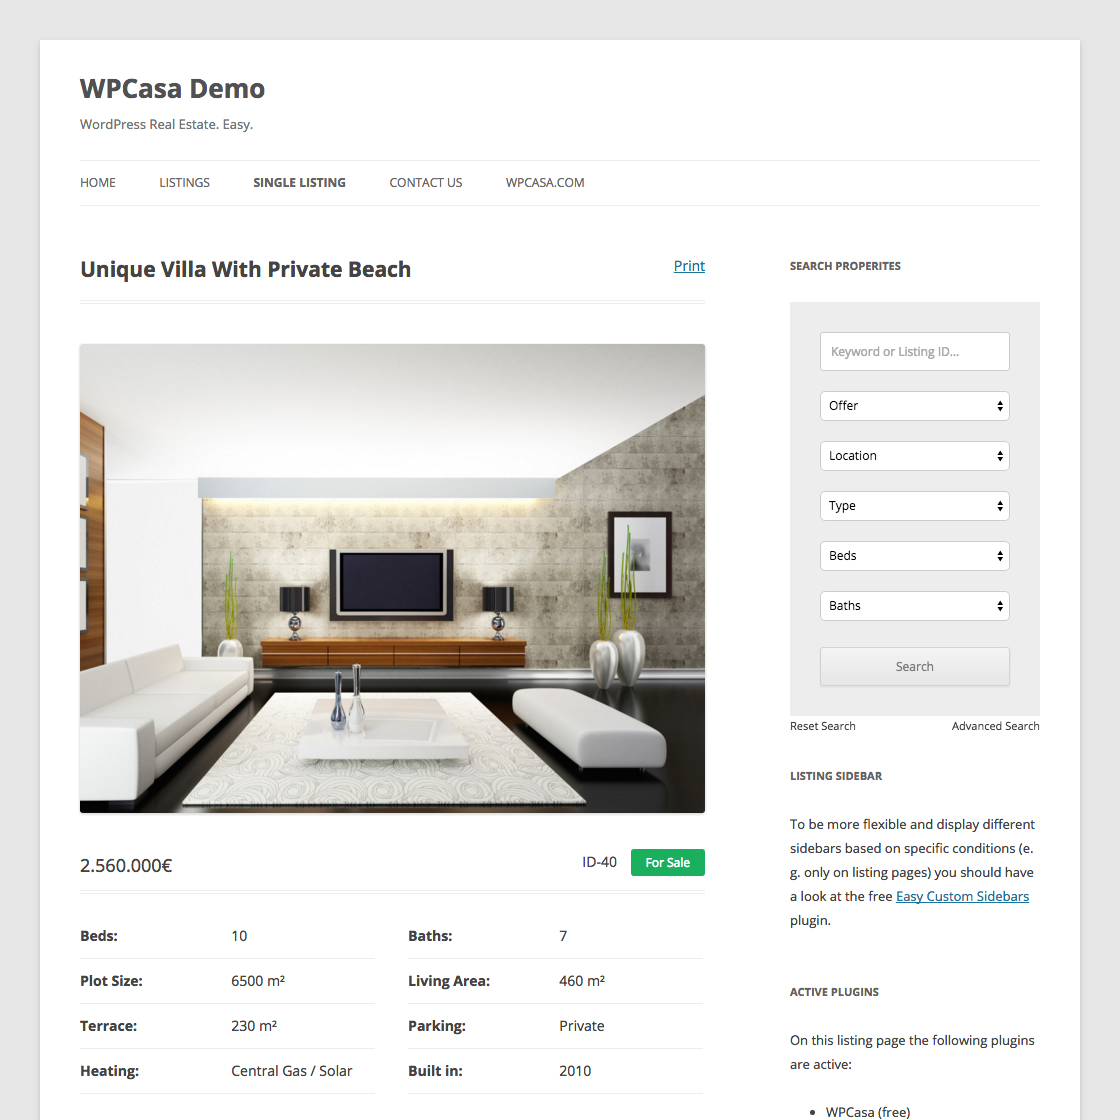 WPCasa Demo
WordPress Real Estate. Easy.
HOME LISTINGS SINGLE LISTING CONTACT US WPCASA.COM
Unique Villa With Private Beach
Print
2.560.000€
ID-40 For Sale
Beds: 10 Baths: 7
Plot Size: 6500 m² Living Area: 460 m²
Terrace: 230 m² Parking: Private
Heating: Central Gas / Solar Built in: 2010
SEARCH PROPERITES
Keyword or Listing ID...
Offer
Location
Type
Beds
Baths
Search
Reset Search Advanced Search
LISTING SIDEBAR
To be more flexible and display different
sidebars based on specific conditions (e.
g. only on listing pages) you should have
a look at the free Easy Custom Sidebars
plugin.
ACTIVE PLUGINS
On this listing page the following plugins
are active:
• WPCasa (free)